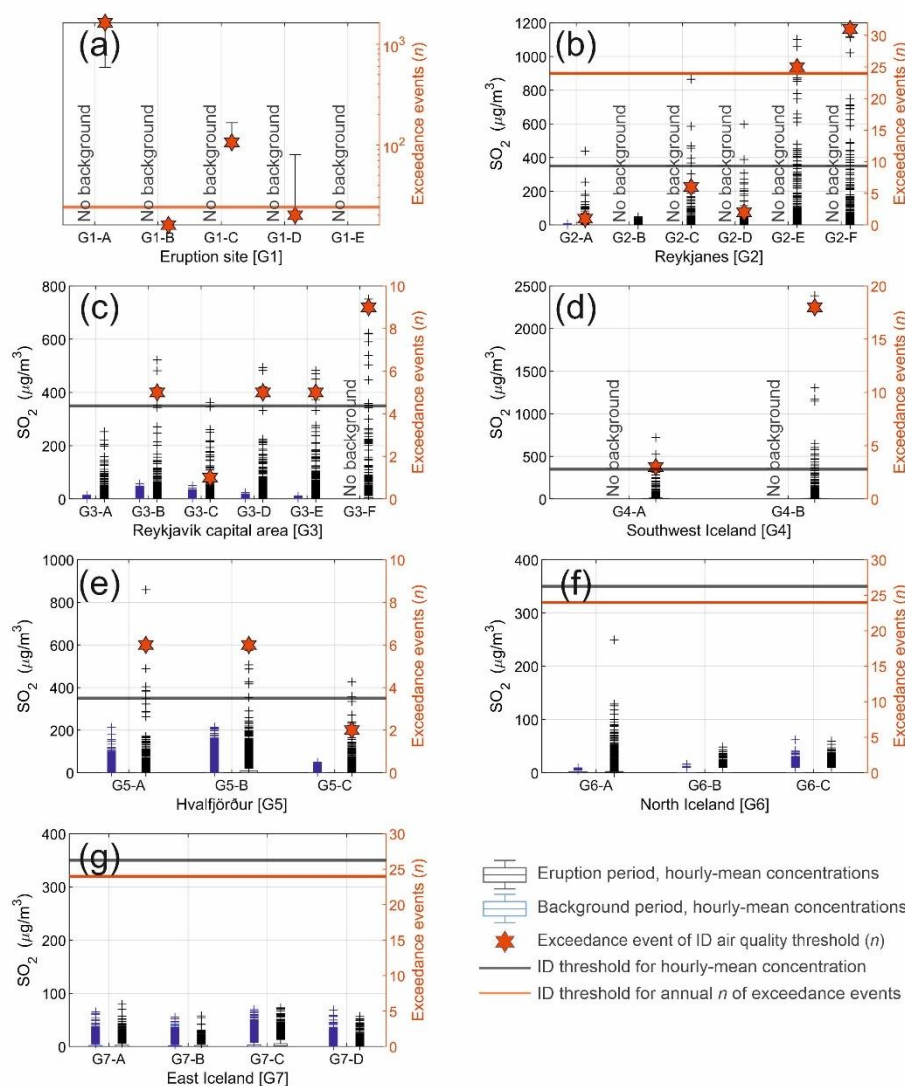 (a)
No background
No background
No background
No background
No background
10³
10²
Exceedance events (n)
G1-A G1-B G1-C G1-D G1-E
Eruption site [G1]
(b)
SO₂ (μg/m³)
1200
1000
800
600
400
200
0
No background
No background
No background
No background
No background
30
25
20
15
10
5
0
Exceedance events (n)
G2-A G2-B G2-C G2-D G2-E G2-F
Reykjanes [G2]
(c)
SO₂ (μg/m³)
800
600
400
200
0
No background
10
8
6
4
2
0
Exceedance events (n)
G3-A G3-B G3-C G3-D G3-E G3-F
Reykjavik capital area [G3]
(d)
SO₂ (μg/m³)
2500
2000
1500
1000
500
0
No background
No background
20
15
10
5
0
Exceedance events (n)
G4-A G4-B
Southwest Iceland [G4]
(e)
SO₂ (μg/m³)
1000
800
600
400
200
0
10
8
6
4
2
0
Exceedance events (n)
G5-A G5-B G5-C
Hvalfjörður [G5]
(f)
SO₂ (μg/m³)
400
300
200
100
0
30
25
20
15
10
5
0
Exceedance events (n)
G6-A G6-B G6-C
North Iceland [G6]
(g)
SO₂ (μg/m³)
400
300
200
100
0
30
25
20
15
10
5
0
Exceedance events (n)
G7-A G7-B G7-C G7-D
East Iceland [G7]
Eruption period, hourly-mean concentrations
Background period, hourly-mean concentrations
Exceedance event of ID air quality threshold (n)
ID threshold for hourly-mean concentration
ID threshold for annual n of exceedance events